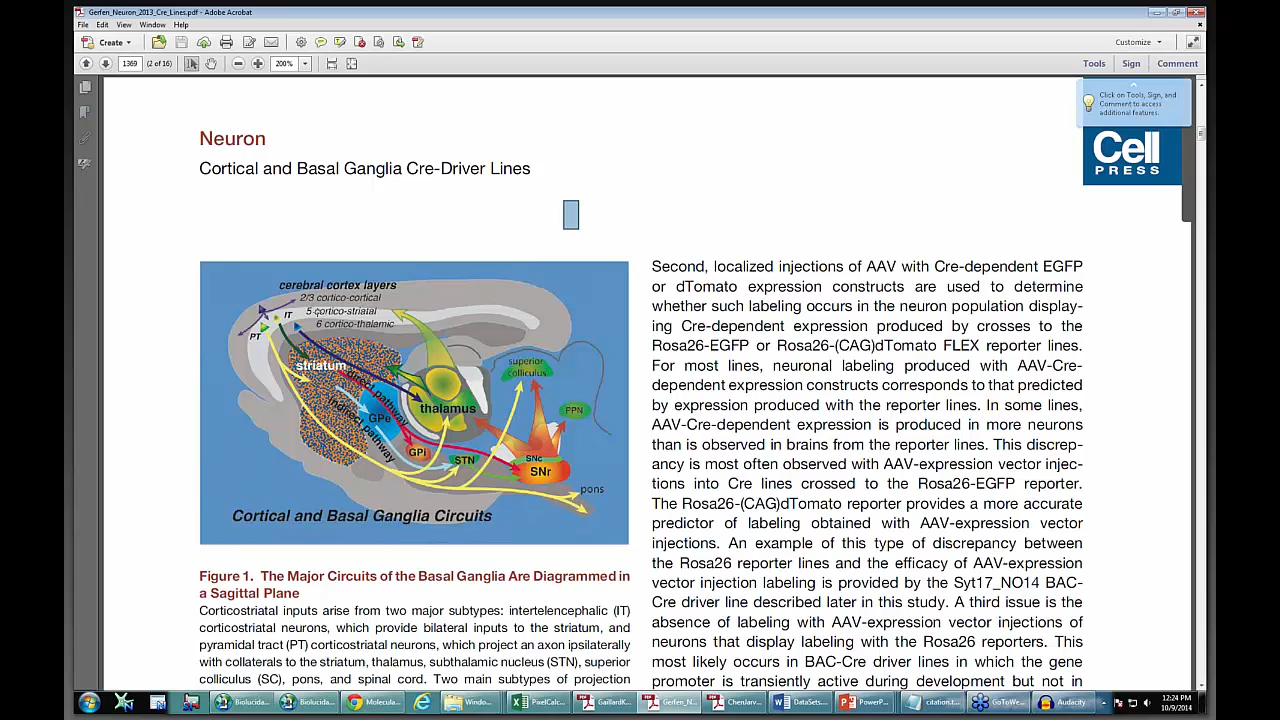 Gerfen_Neuron_2013_Cre_Lines.pdf - Adobe Acrobat
File Edit View Window Help
Create
Customize
1369 (2 of 16)
200%
Tools Sign Comment
Click on Tools, Sign, and
Comment to access
additional features.
Neuron
Cortical and Basal Ganglia Cre-Driver Lines
Cell
PRESS
cerebral cortex layers
2/3 cortico-cortical
5 cortico-striatal
6 cortico-thalamic
IT
PT
striatum
direct pathway
indirect pathway
GPe
thalamus
superior
colliculus
PPN
GPi
STN
SNc
SNr
pons
Cortical and Basal Ganglia Circuits
Figure 1. The Major Circuits of the Basal Ganglia Are Diagrammed in
a Sagittal Plane
Corticostriatal inputs arise from two major subtypes: intertelencephalic (IT)
corticostriatal neurons, which provide bilateral inputs to the striatum, and
pyramidal tract (PT) corticostriatal neurons, which project an axon ipsilaterally
with collaterals to the striatum, thalamus, subthalamic nucleus (STN), superior
colliculus (SC), pons, and spinal cord. Two main subtypes of projection
Second, localized injections of AAV with Cre-dependent EGFP
or dTomato expression constructs are used to determine
whether such labeling occurs in the neuron population display-
ing Cre-dependent expression produced by crosses to the
Rosa26-EGFP or Rosa26-(CAG)dTomato FLEX reporter lines.
For most lines, neuronal labeling produced with AAV-Cre-
dependent expression constructs corresponds to that predicted
by expression produced with the reporter lines. In some lines,
AAV-Cre-dependent expression is produced in more neurons
than is observed in brains from the reporter lines. This discrep-
ancy is most often observed with AAV-expression vector injec-
tions into Cre lines crossed to the Rosa26-EGFP reporter.
The Rosa26-(CAG)dTomato reporter provides a more accurate
predictor of labeling obtained with AAV-expression vector
injections. An example of this type of discrepancy between
the Rosa26 reporter lines and the efficacy of AAV-expression
vector injection labeling is provided by the Syt17_NO14 BAC-
Cre driver line described later in this study. A third issue is the
absence of labeling with AAV-expression vector injections of
neurons that display labeling with the Rosa26 reporters. This
most likely occurs in BAC-Cre driver lines in which the gene
promoter is transiently active during development but not in
Biolucida Biolucida Molecula... Windo... PixelCalc... GaillardK... Gerfen_N... ChenJarv... DataSets... PowerP... citation.t... GoToWe... Audacity
12:24 PM
10/9/2014